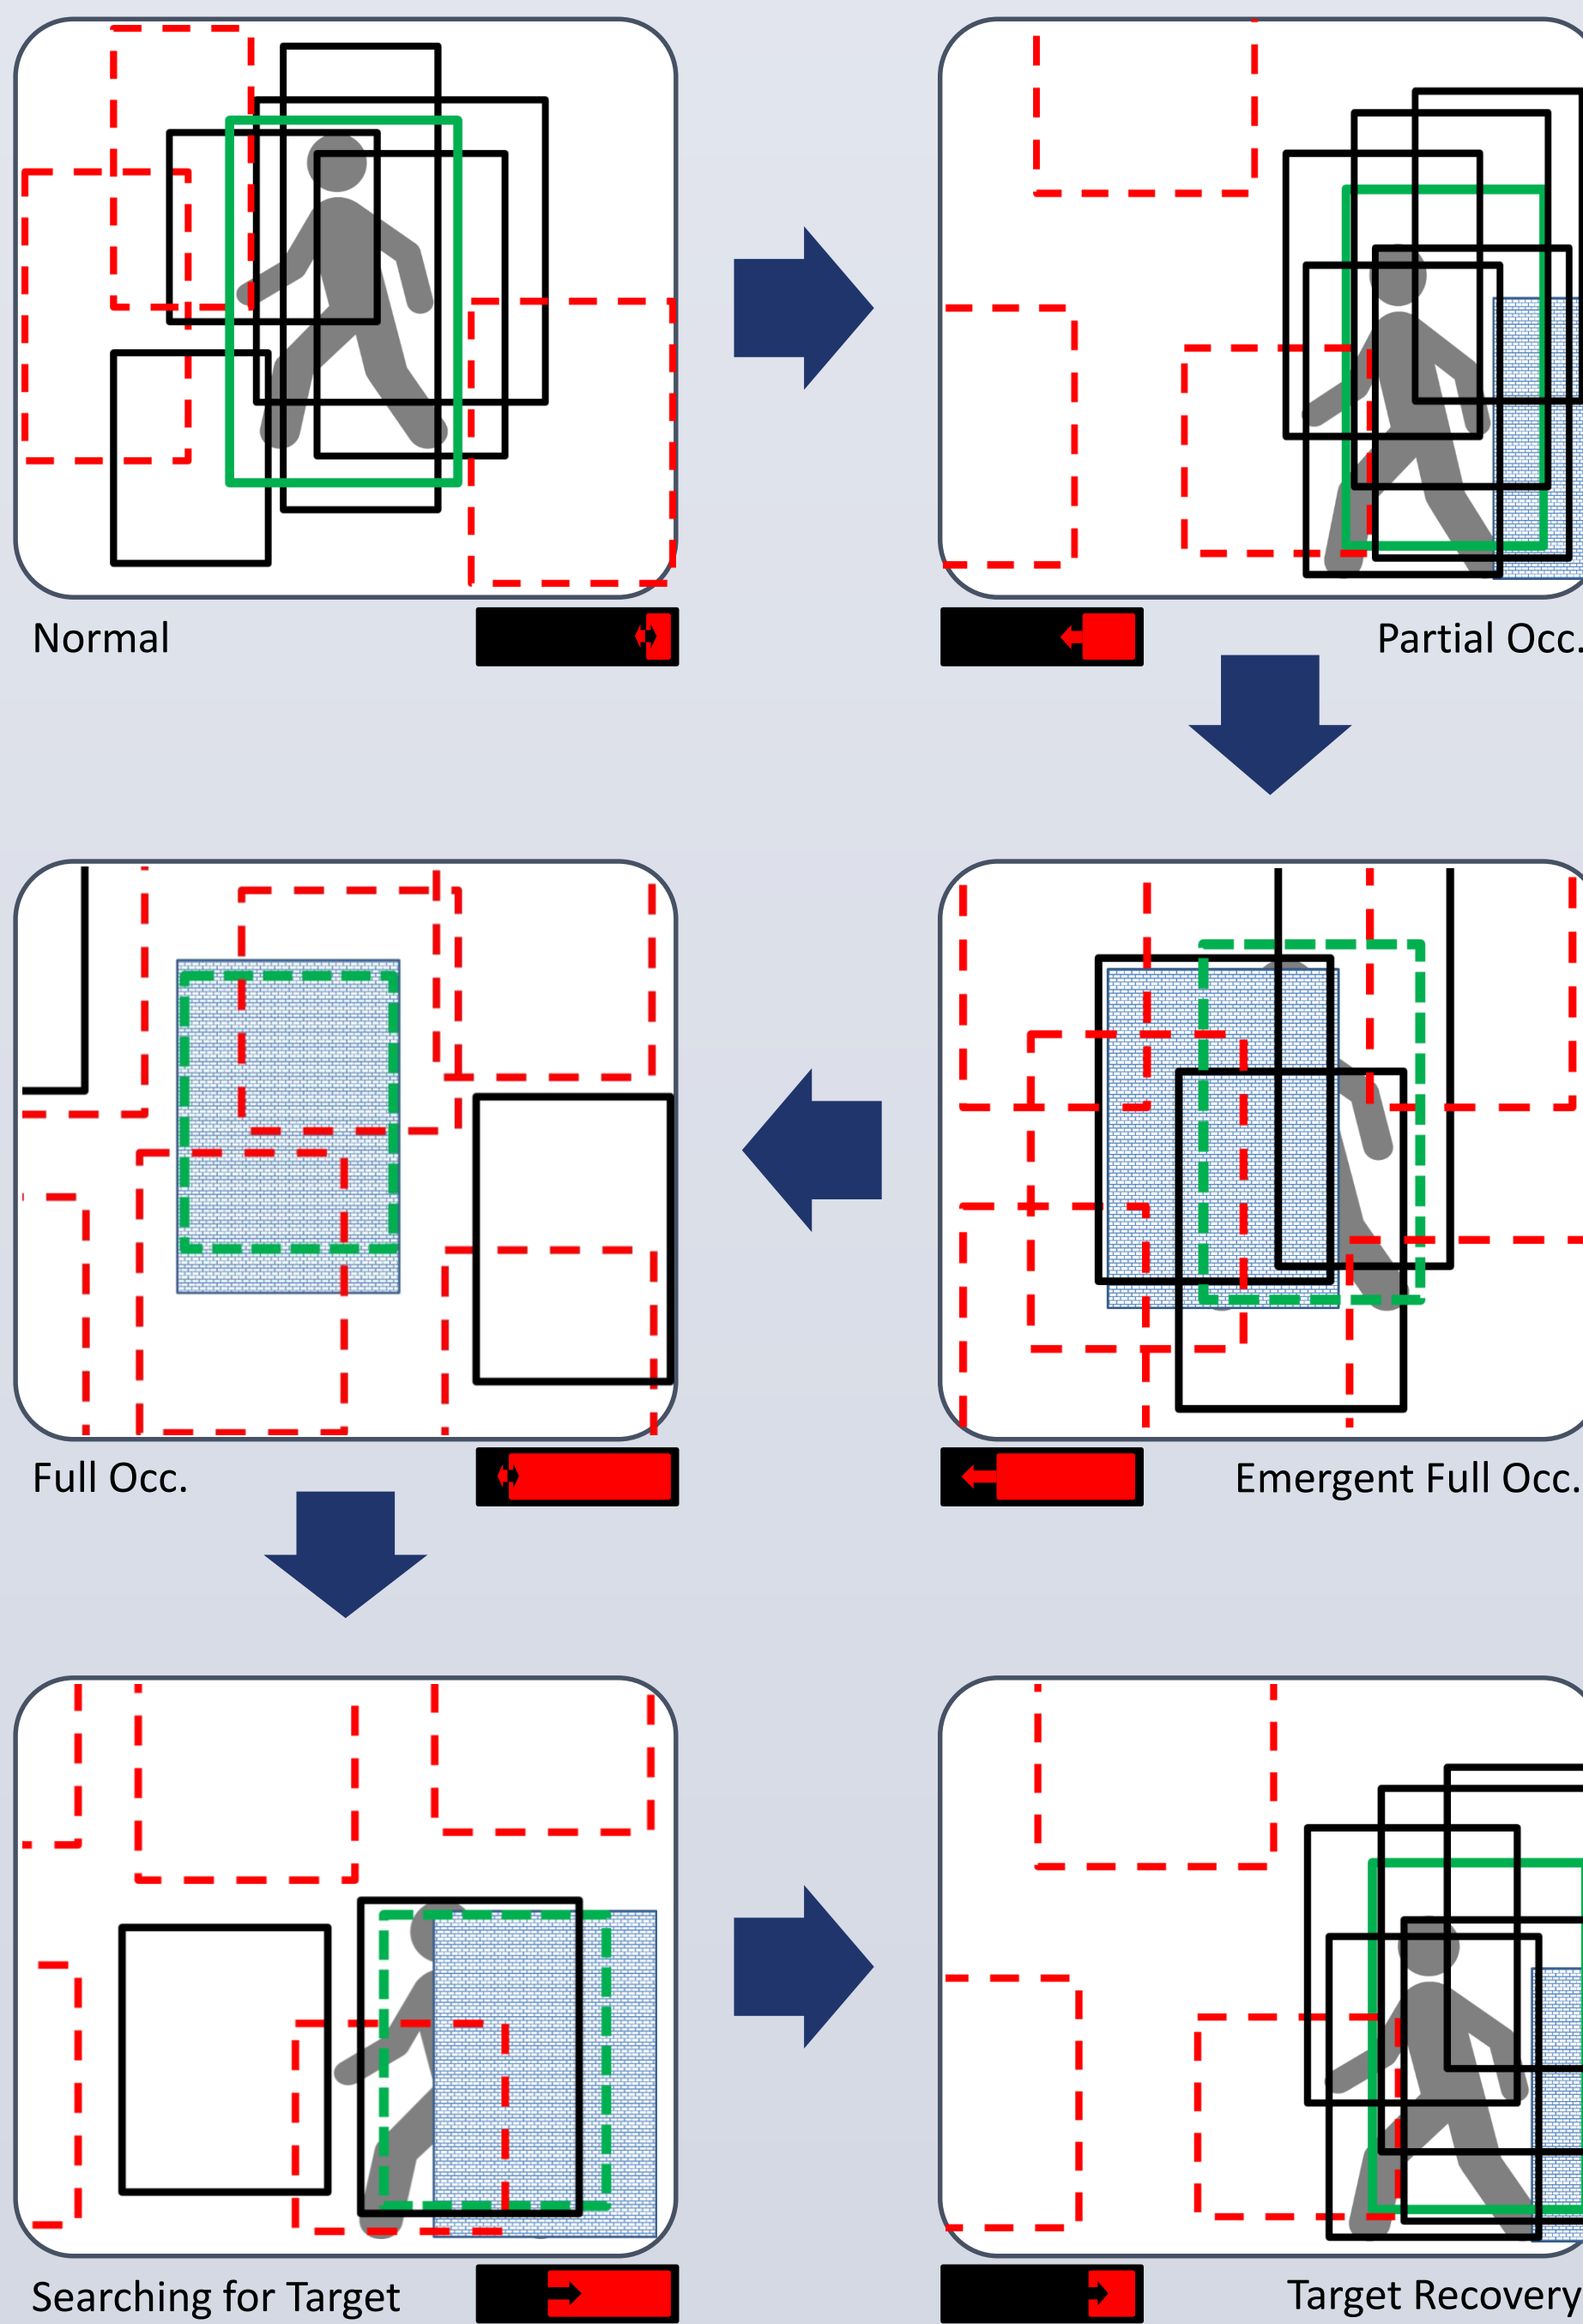 Normal
Partial Occ.
Full Occ.
Emergent Full Occ.
Searching for Target
Target Recovery